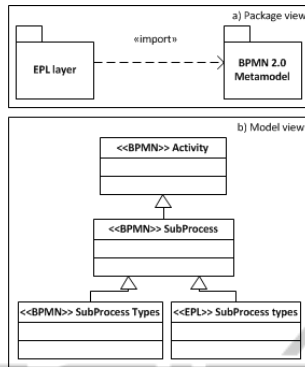 a) Package view
«import»
EPL layer
BPMN 2.0
Metamodel
b) Model view
<<BPMN>> Activity
<<BPMN>> SubProcess
<<BPMN>> SubProcess Types
<<EPL>> SubProcess types